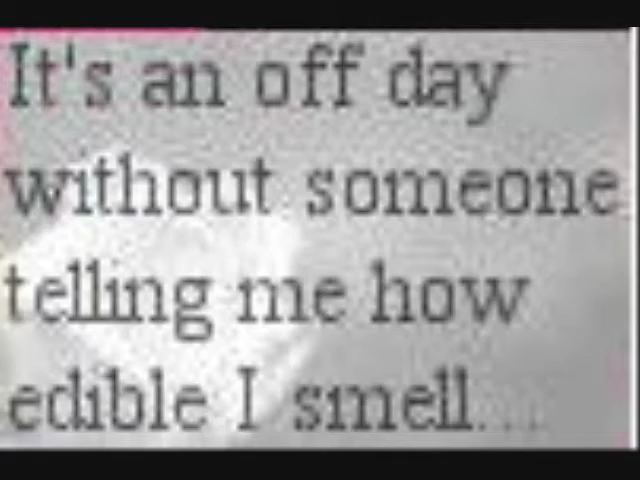 It's an off day
without someone
telling me how
edible I smell...